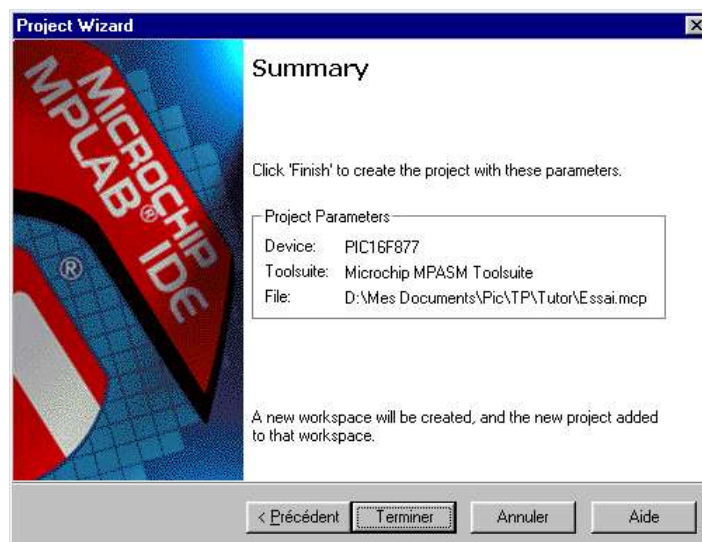 Project Wizard
MICROCHIP
MPLAB® IDE
®
Summary
Click 'Finish' to create the project with these parameters.
Project Parameters
Device: PIC16F877
Toolsuite: Microchip MPASM Toolsuite
File: D:\Mes Documents\Pic\TP\Tutor\Essai.mcp
A new workspace will be created, and the new project added
to that workspace.
< Précédent Terminer Annuler Aide